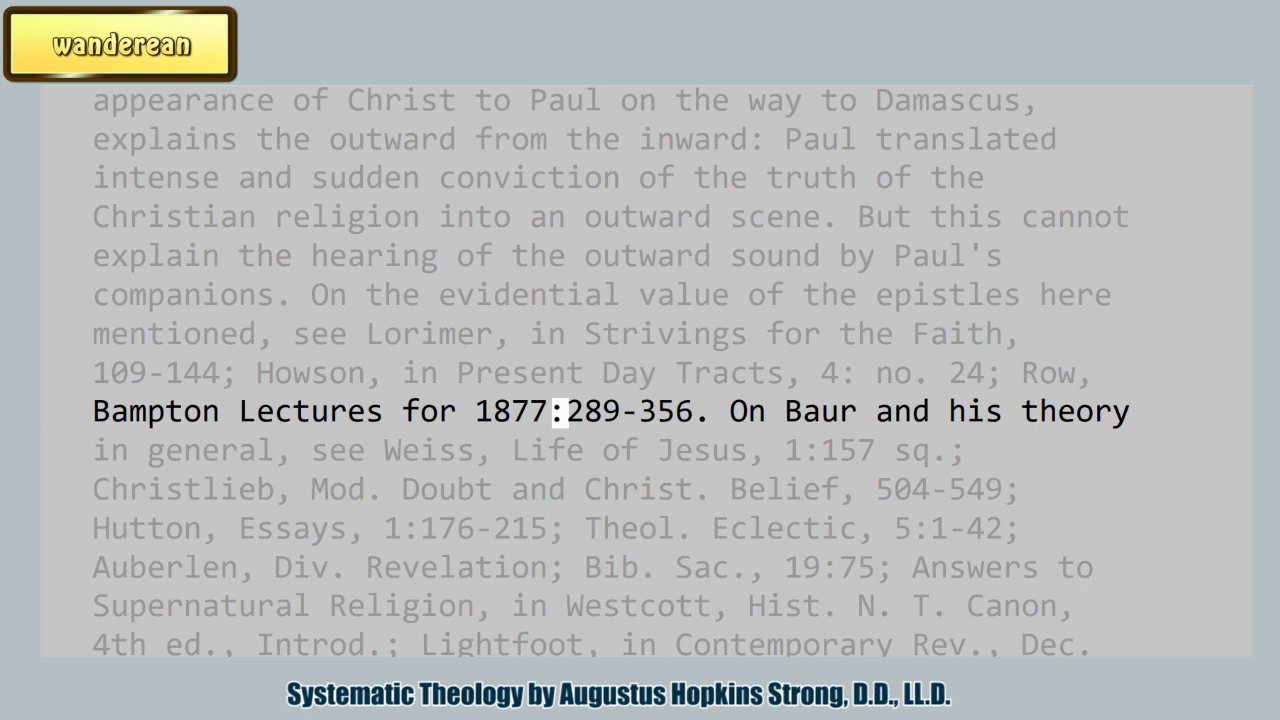 wanderean
appearance of Christ to Paul on the way to Damascus,
explains the outward from the inward: Paul translated
intense and sudden conviction of the truth of the
Christian religion into an outward scene. But this cannot
explain the hearing of the outward sound by Paul's
companions. On the evidential value of the epistles here
mentioned, see Lorimer, in Strivings for the Faith,
109-144; Howson, in Present Day Tracts, 4: no. 24; Row,
Bampton Lectures for 1877:289-356. On Baur and his theory
in general, see Weiss, Life of Jesus, 1:157 sq.;
Christlieb, Mod. Doubt and Christ. Belief, 504-549;
Hutton, Essays, 1:176-215; Theol. Eclectic, 5:1-42;
Auberlen, Div. Revelation; Bib. Sac., 19:75; Answers to
Supernatural Religion, in Westcott, Hist. N. T. Canon,
4th ed., Introd.; Lightfoot, in Contemporary Rev., Dec.
Systematic Theology by Augustus Hopkins Strong, D.D., LL.D.